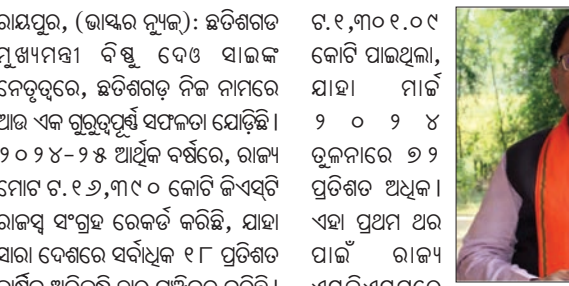 ରାୟପୁର, (ଭାସ୍କର ନ୍ୟୁଜ୍): ଛତିଶଗଡ
ମୁଖ୍ୟମନ୍ତ୍ରୀ ବିଷ୍ଣୁ ଦେଓ ସାଇଙ୍କ
ନେତୃତ୍ୱରେ, ଛତିଶଗଡ଼ ନିଜ ନାମରେ
ଆଉ ଏକ ଗୁରୁତ୍ୱପୂର୍ଣ୍ଣ ସଫଳତା ଯୋଡ଼ିଛି।
୨୦୨୪-୨୫ ଆର୍ଥିକ ବର୍ଷରେ, ରାଜ୍ୟ
ମୋଟ ଟ.୧୬,୩୯୦ କୋଟି ଜିଏସ୍‌ଟି
ରାଜସ୍ୱ ସଂଗ୍ରହ ରେକର୍ଡ କରିଛି, ଯାହା
ସାରା ଦେଶରେ ସର୍ବାଧିକ ୧୮ ପ୍ରତିଶତ
ଟ.୧,୩୦୧.୦୯
କୋଟି ପାଇଥିଲା,
ଯାହା ମାର୍ଚ୍ଚ
୨୦୨୪
ତୁଳନାରେ ୭୨
ପ୍ରତିଶତ ଅଧିକ।
ଏହା ପ୍ରଥମ ଥର
ପାଇଁ ରାଜ୍ୟ